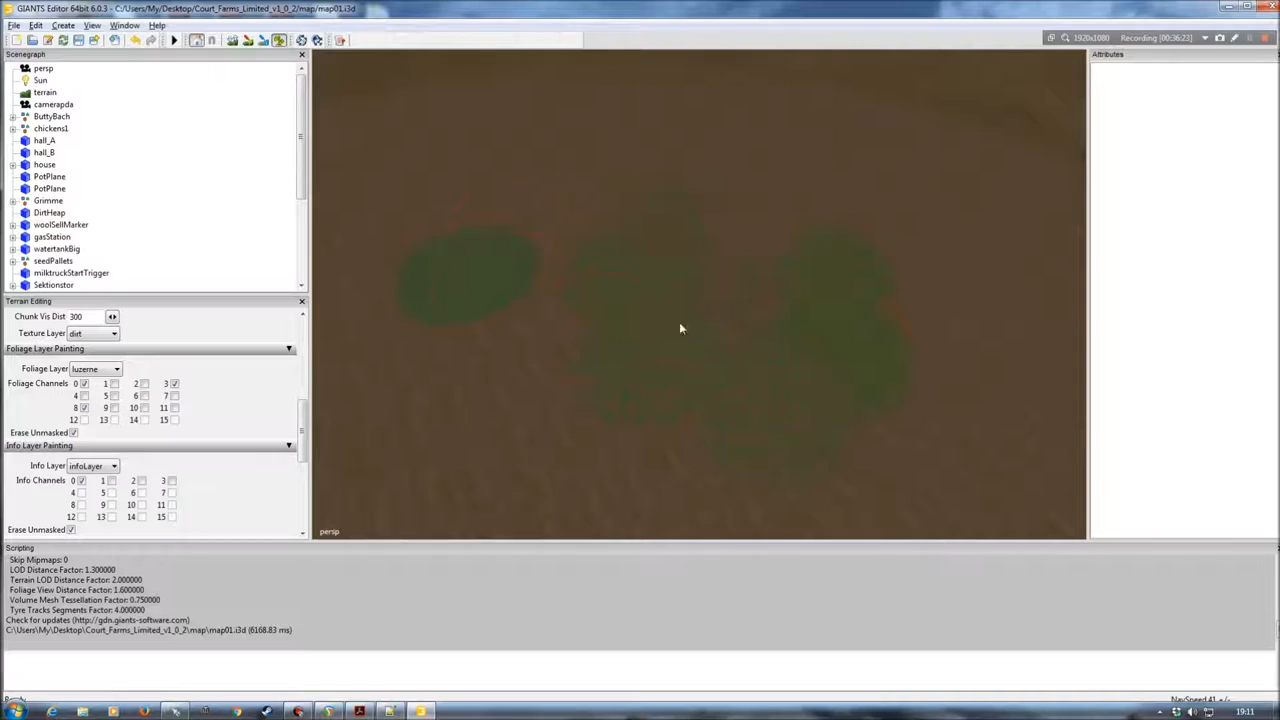 GIANTS Editor 64bit 6.0.3 - C:/Users/My/Desktop/Court_Farms_Limited_v1_0_2/map/map01.i3d
File Edit Create View Window Help
1920x1080 Recording [00:36:23]
Scenegraph
persp
Sun
terrain
camerapda
ButtyBach
chickens1
hall_A
hall_B
house
PotPlane
PotPlane
Grimme
DirtHeap
woolSellMarker
gasStation
watertankBig
seedPallets
milktruckStartTrigger
Sektionstor
Terrain Editing
Chunk Vis Dist 300
Texture Layer dirt
Foliage Layer Painting
Foliage Layer luzerne
Foliage Channels 0 1 2 3
4 5 6 7
8 9 10 11
12 13 14 15
Erase Unmasked
Info Layer Painting
Info Layer infoLayer
Info Channels 0 1 2 3
4 5 6 7
8 9 10 11
12 13 14 15
Erase Unmasked
persp
Attributes
Scripting
Skip Mipmaps: 0
LOD Distance Factor: 1.300000
Terrain LOD Distance Factor: 2.000000
Foliage View Distance Factor: 1.600000
Volume Mesh Tessellation Factor: 0.750000
Tyre Tracks Segments Factor: 4.000000
Check for updates (http://gdn.giants-software.com)
C:\Users\My\Desktop\Court_Farms_Limited_v1_0_2\map\map01.i3d (6168.83 ms)
NavSpeed 41 +/-
19:11